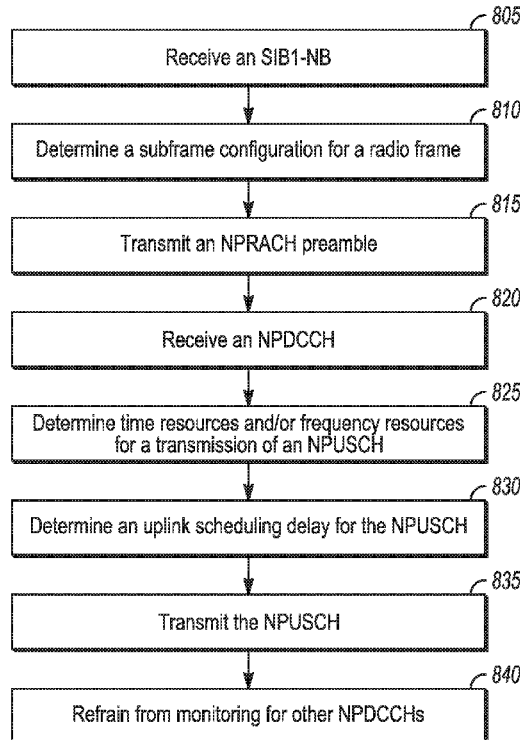 805
Receive an SIB1-NB
810
Determine a subframe configuration for a radio frame
815
Transmit an NPRACH preamble
820
Receive an NPDCCH
825
Determine time resources and/or frequency resources
for a transmission of an NPUSCH
830
Determine an uplink scheduling delay for the NPUSCH
835
Transmit the NPUSCH
840
Refrain from monitoring for other NPDCCHs